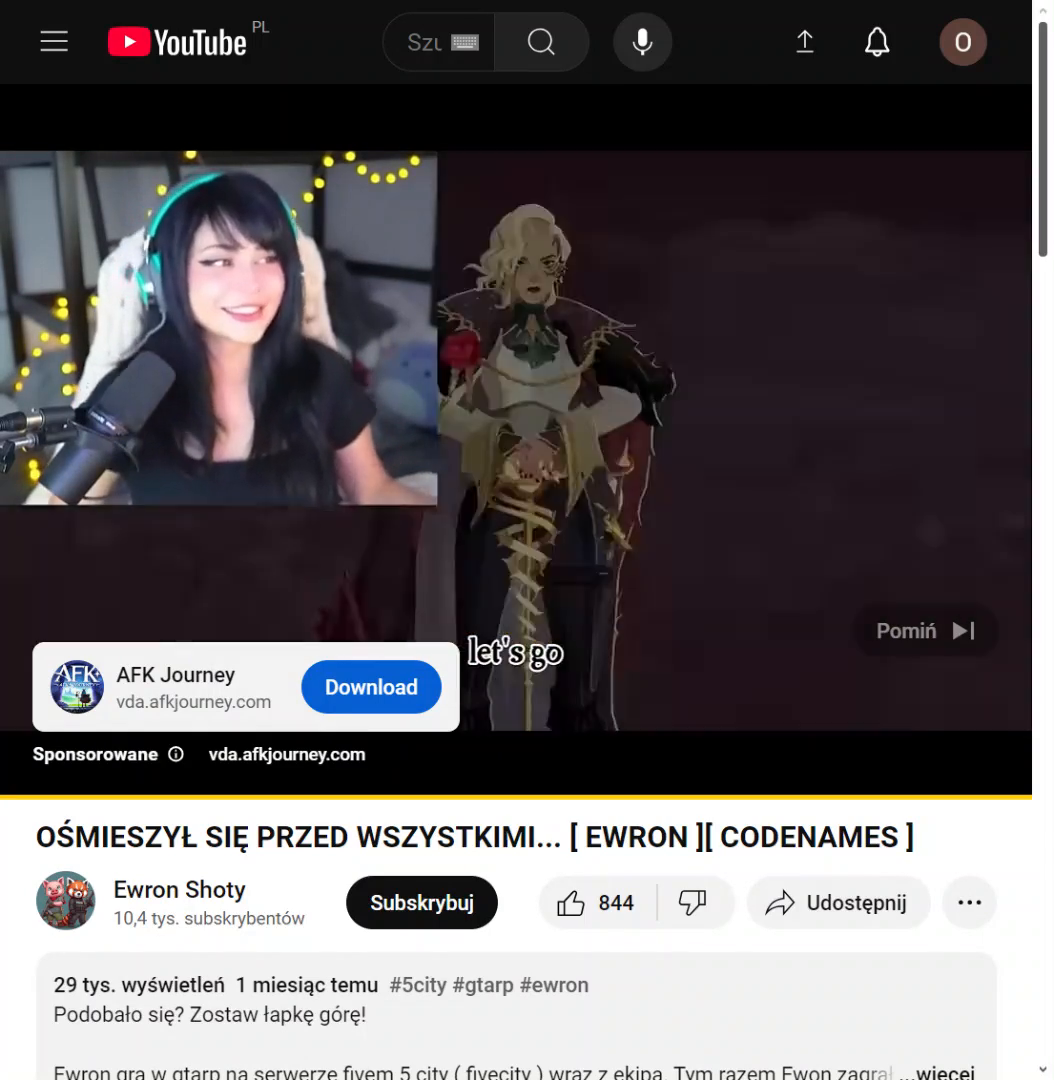 YouTube PL
Szu
O
let's go
Pomiń
AFK
AFK Journey
vda.afkjourney.com
Download
Sponsorowane
vda.afkjourney.com
OŚMIESZYŁ SIĘ PRZED WSZYSTKIMI... [ EWRON ][ CODENAMES ]
Ewron Shoty
10,4 tys. subskrybentów
Subskrybuj
844
Udostępnij
29 tys. wyświetleń 1 miesiąc temu #5city #gtarp #ewron
Podobało się? Zostaw łapkę górę!
Ewron gra w gtarp na serwerze fivem 5 city ( fivecity ) wraz z ekipą. Tym razem Ewon zagrał ...więcej